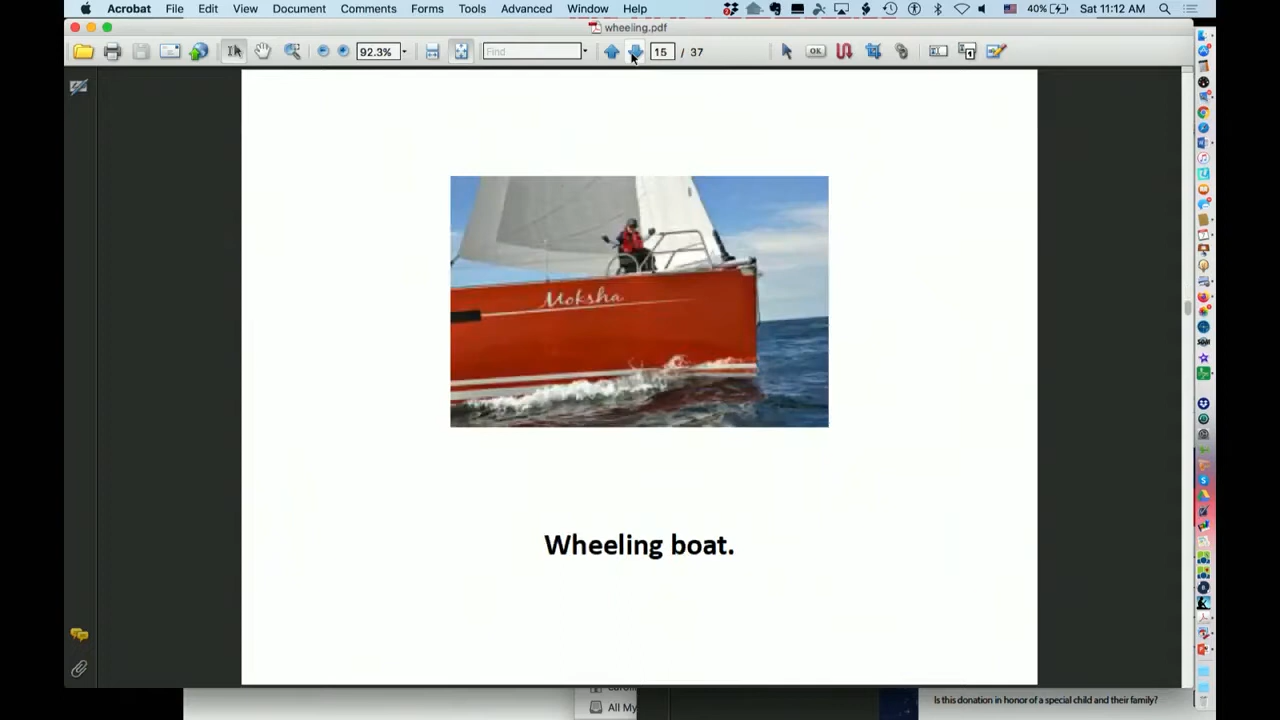 Acrobat File Edit View Document Comments Forms Tools Advanced Window Help 40% Sat 11:12 AM
wheeling.pdf
92.3% Find 15 / 37 OK
Moksha
Wheeling boat.
All My
Is this donation in honor of a special child and their family?